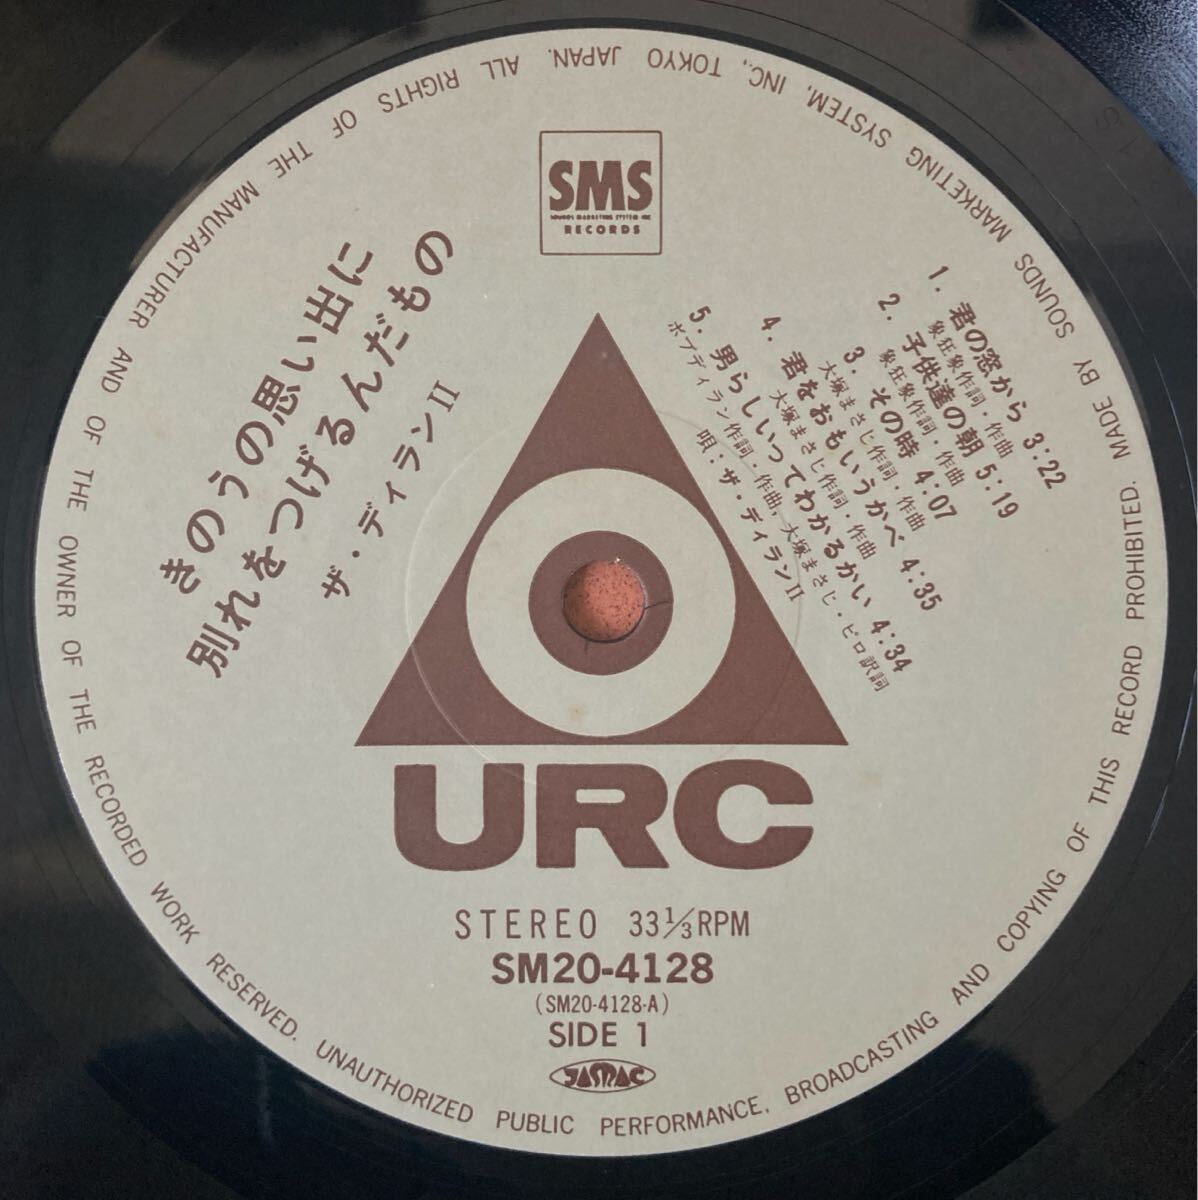 SMS
SOUNDS MARKETING SYSTEM INC
RECORDS
きのうの思い出に
別れをつげるんだもの
ザ・ディランII
1. 君の窓から 3:22
象狂象作詞・作曲
2. 子供達の朝 5:19
象狂象作詞・作曲
3. その時 4:07
大塚まさじ作詞・作曲
4. 君をおもいうかべ 4:35
大塚まさじ作詞・作曲
5. 男らしいってわかるかい 4:34
ボブディラン作詞・作曲, 大塚まさじ・ピロ訳詞
唄：ザ・ディランII
URC
STEREO 33 1/3 RPM
SM20-4128
(SM20-4128-A)
SIDE 1
JASRAC
MADE BY SOUNDS MARKETING SYSTEM, INC., TOKYO JAPAN. ALL RIGHTS OF THE MANUFACTURER AND OF THE OWNER OF THE RECORDED WORK RESERVED. UNAUTHORIZED PUBLIC PERFORMANCE, BROADCASTING AND COPYING OF THIS RECORD PROHIBITED.